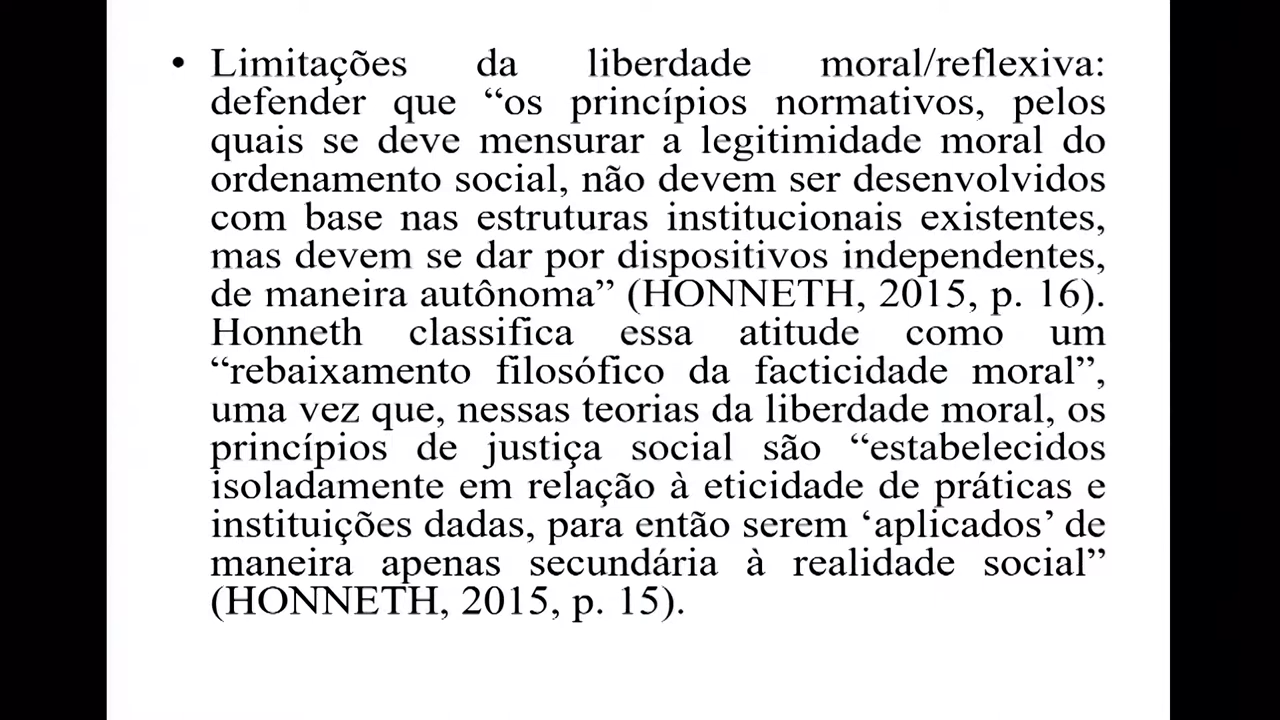 • Limitações da liberdade moral/reflexiva:
defender que “os princípios normativos, pelos
quais se deve mensurar a legitimidade moral do
ordenamento social, não devem ser desenvolvidos
com base nas estruturas institucionais existentes,
mas devem se dar por dispositivos independentes,
de maneira autônoma” (HONNETH, 2015, p. 16).
Honneth classifica essa atitude como um
“rebaixamento filosófico da facticidade moral”,
uma vez que, nessas teorias da liberdade moral, os
princípios de justiça social são “estabelecidos
isoladamente em relação à eticidade de práticas e
instituições dadas, para então serem ‘aplicados’ de
maneira apenas secundária à realidade social”
(HONNETH, 2015, p. 15).